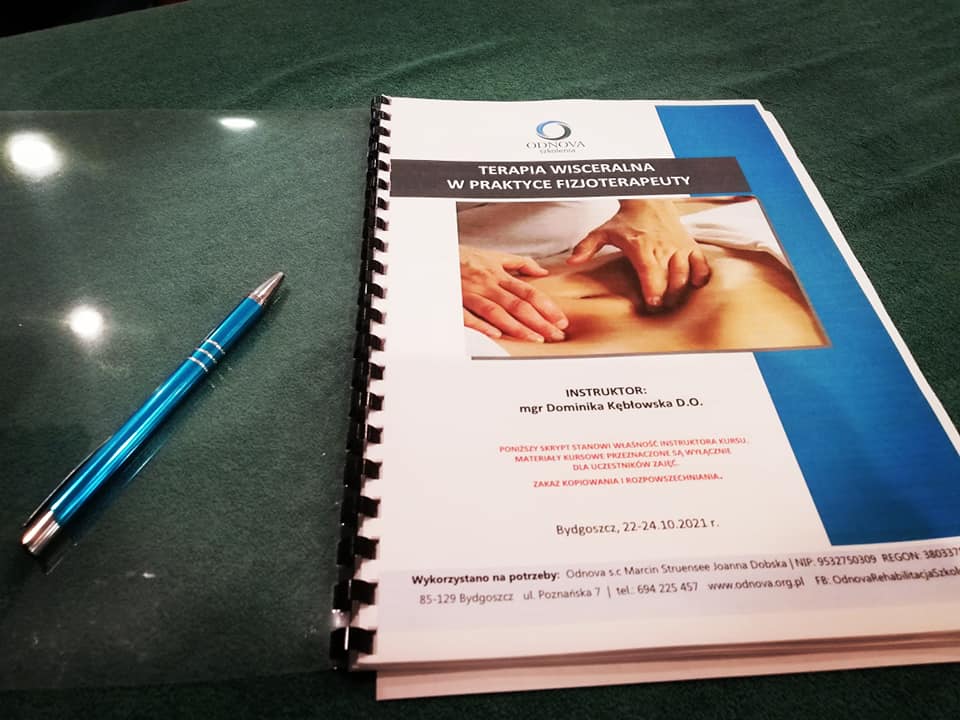 ODNOVA
szkolenia
TERAPIA WISCERALNA
W PRAKTYCE FIZJOTERAPEUTY
INSTRUKTOR:
mgr Dominika Kębłowska D.O.
PONIŻSZY SKRYPT STANOWI WŁASNOŚĆ INSTRUKTORA KURSU.
MATERIAŁY KURSOWE PRZEZNACZONE SĄ WYŁĄCZNIE
DLA UCZESTNIKÓW ZAJĘĆ.
ZAKAZ KOPIOWANIA I ROZPOWSZECHNIANIA.
Bydgoszcz, 22-24.10.2021 r.
Wykorzystano na potrzeby: Odnova s.c Marcin Struensee Joanna Dobska | NIP: 9532750309 REGON:
85-129 Bydgoszcz ul. Poznańska 7 | tel.: 694 225 457 www.odnova.org.pl FB: